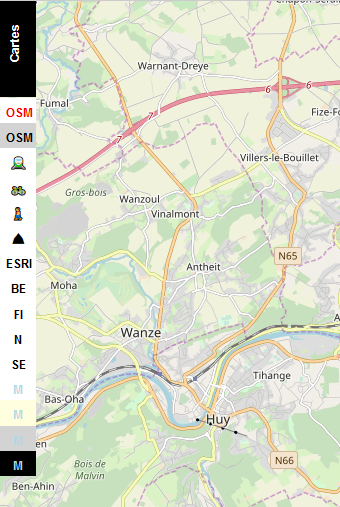 Cartes
OSM
OSM
ESRI
BE
FI
N
SE
M
M
M
M
Warnant-Dreye
6
6
Fumal
7
7
Fize-Fo
Villers-le-Bouillet
Gros-bois
Wanzoul
Vinalmont
N65
Antheit
Moha
Wanze
Tihange
Bas-Oha
Huy
en
N66
Bois de
Malvin
Ben-Ahin